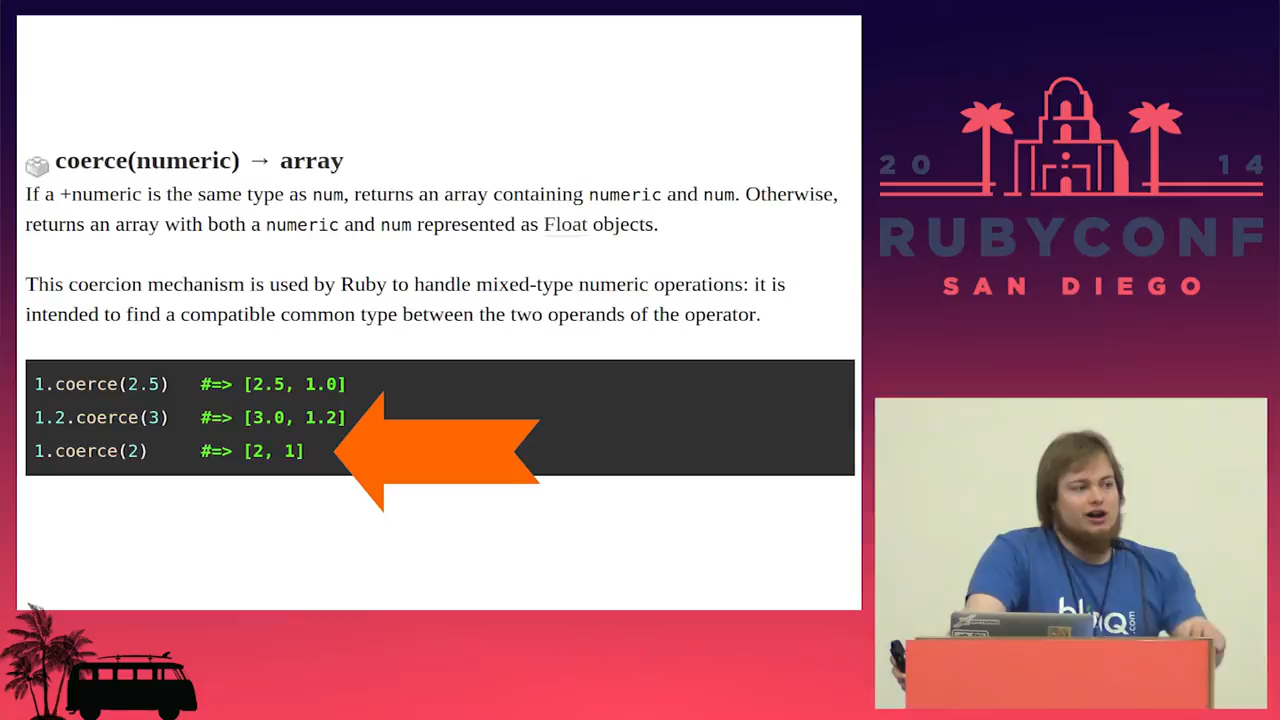 coerce(numeric) → array
If a +numeric is the same type as num, returns an array containing numeric and num. Otherwise,
returns an array with both a numeric and num represented as Float objects.
This coercion mechanism is used by Ruby to handle mixed-type numeric operations: it is
intended to find a compatible common type between the two operands of the operator.
1.coerce(2.5)   #=> [2.5, 1.0]
1.2.coerce(3)   #=> [3.0, 1.2]
1.coerce(2)     #=> [2, 1]
20 14
RUBYCONF
SAN DIEGO
.com